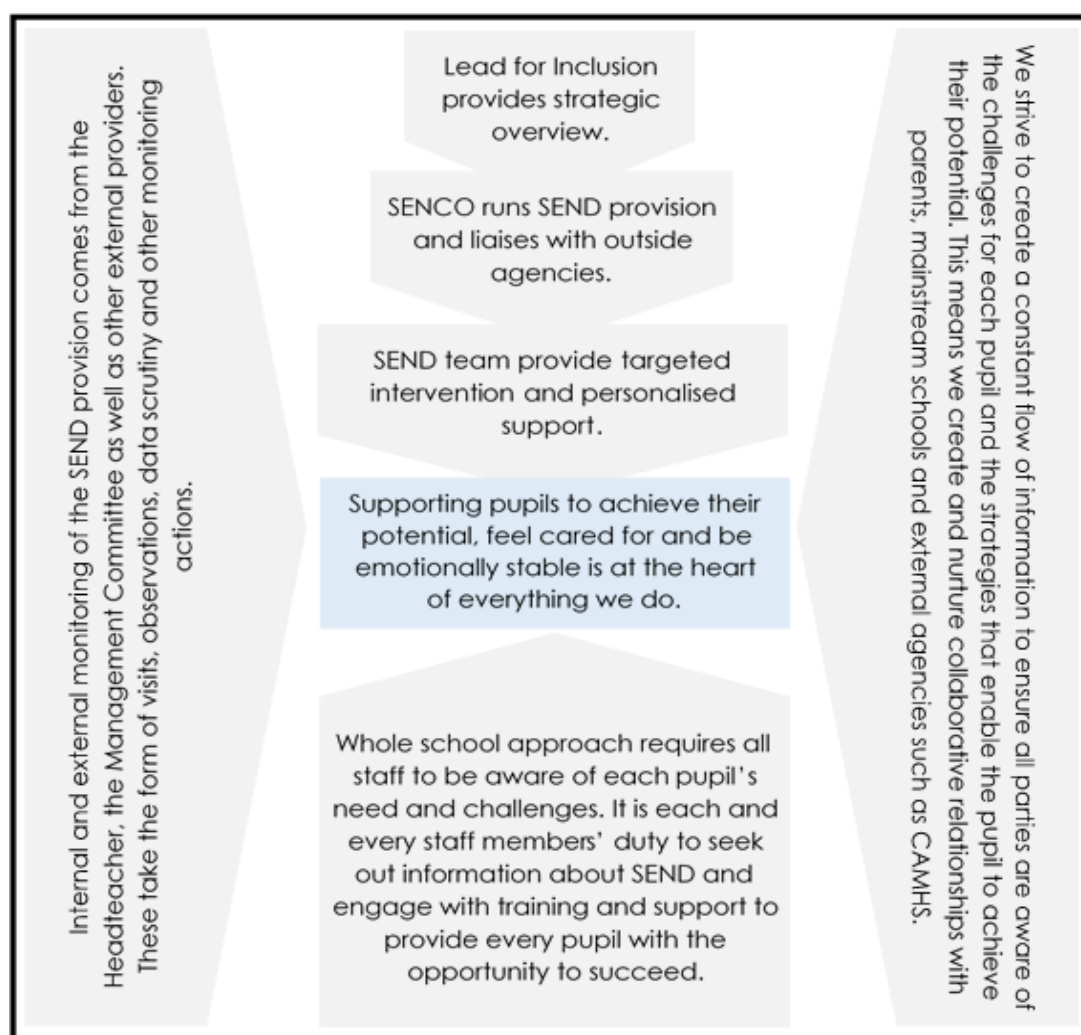 Internal and external monitoring of the SEND provision comes from the
Headteacher, the Management Committee as well as other external providers.
These take the form of visits, observations, data scrutiny and other monitoring
actions.
Lead for Inclusion
provides strategic
overview.
SENCO runs SEND provision
and liaises with outside
agencies.
SEND team provide targeted
intervention and personalised
support.
Supporting pupils to achieve their
potential, feel cared for and be
emotionally stable is at the heart
of everything we do.
Whole school approach requires all
staff to be aware of each pupil's
need and challenges. It is each and
every staff members' duty to seek
out information about SEND and
engage with training and support to
provide every pupil with the
opportunity to succeed.
We strive to create a constant flow of information to ensure all parties are aware of
the challenges for each pupil and the strategies that enable the pupil to achieve
their potential. This means we create and nurture collaborative relationships with
parents, mainstream schools and external agencies such as CAMHS.